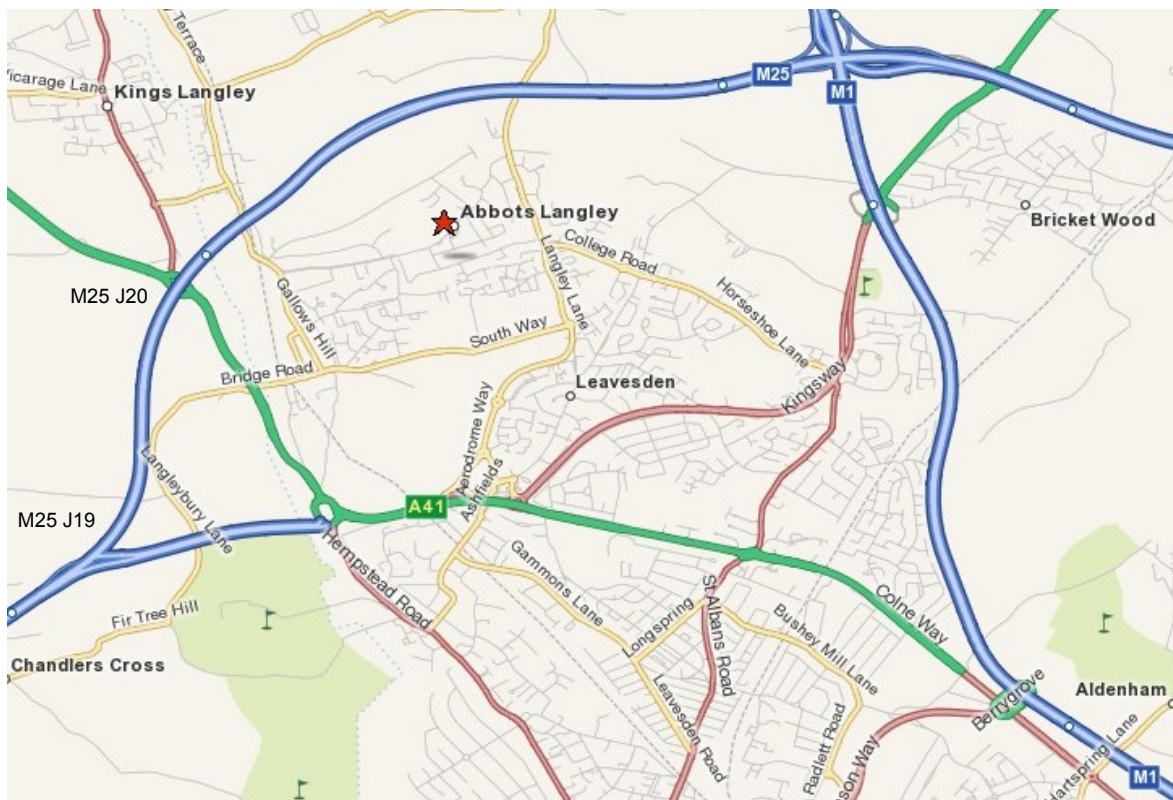 Terrace
Vicarage Lane
Kings Langley
M25
M1
Abbots Langley
Bricket Wood
College Road
Langley Lane
M25 J20
Gallows Hill
Horseshoe Lane
South Way
Bridge Road
Leavesden
Kingsway
Aerodrome Way
Langleybury Lane
Ashfields
A41
M25 J19
Hempstead Road
Gammons Lane
St Albans Road
Colne Way
Fir Tree Hill
Longspring
Bushey Mill Lane
Chandlers Cross
Leavesden Road
Aldenham
Berrygrove
Radlett Road
son Way
Hartspring Lane
M1